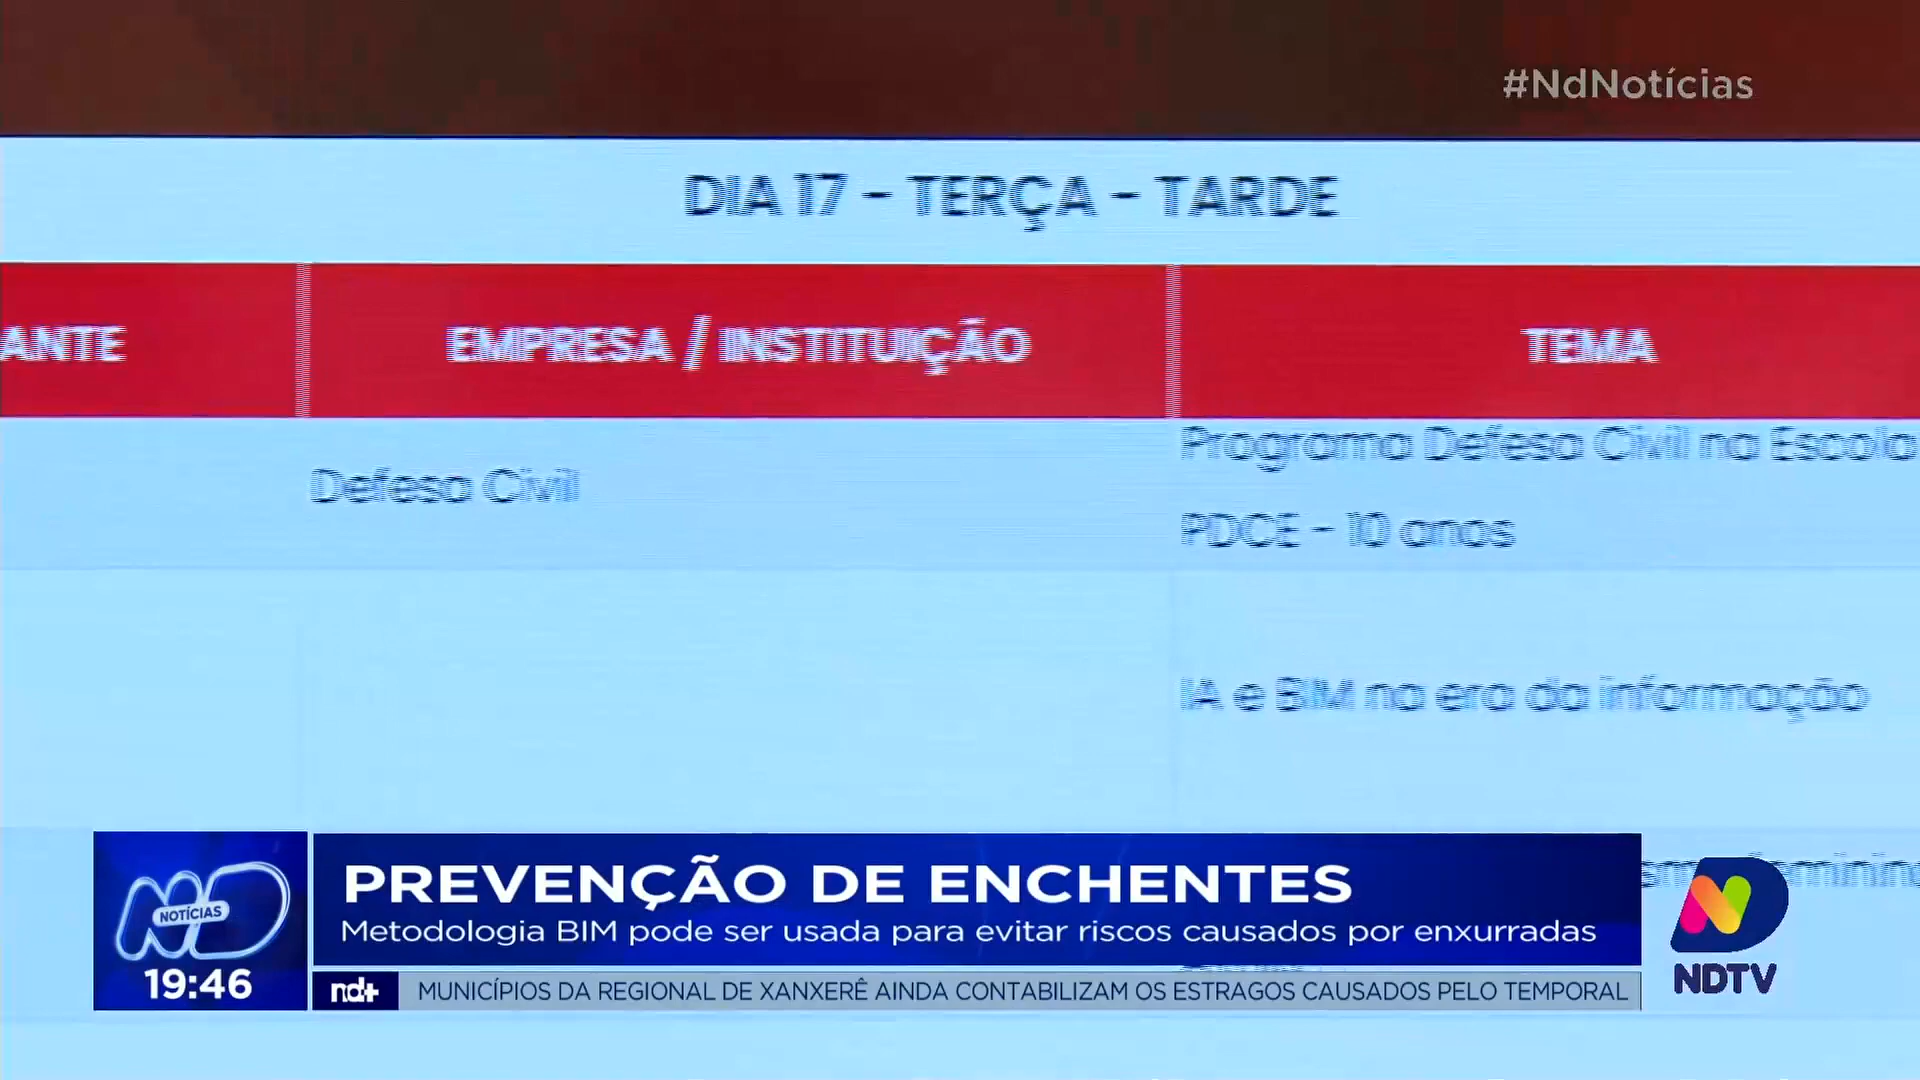 #NdNotícias
DIA 17 - TERÇA - TARDE
ANTE
EMPRESA / INSTITUIÇÃO
TEMA
Defesa Civil
Programa Defesa Civil na Escola
PDCE - 10 anos
IA e BIM na era da informação
feminino
ND
NOTÍCIAS
19:46
PREVENÇÃO DE ENCHENTES
Metodologia BIM pode ser usada para evitar riscos causados por enxurradas
nd+
MUNICÍPIOS DA REGIONAL DE XANXERÊ AINDA CONTABILIZAM OS ESTRAGOS CAUSADOS PELO TEMPORAL
NDTV